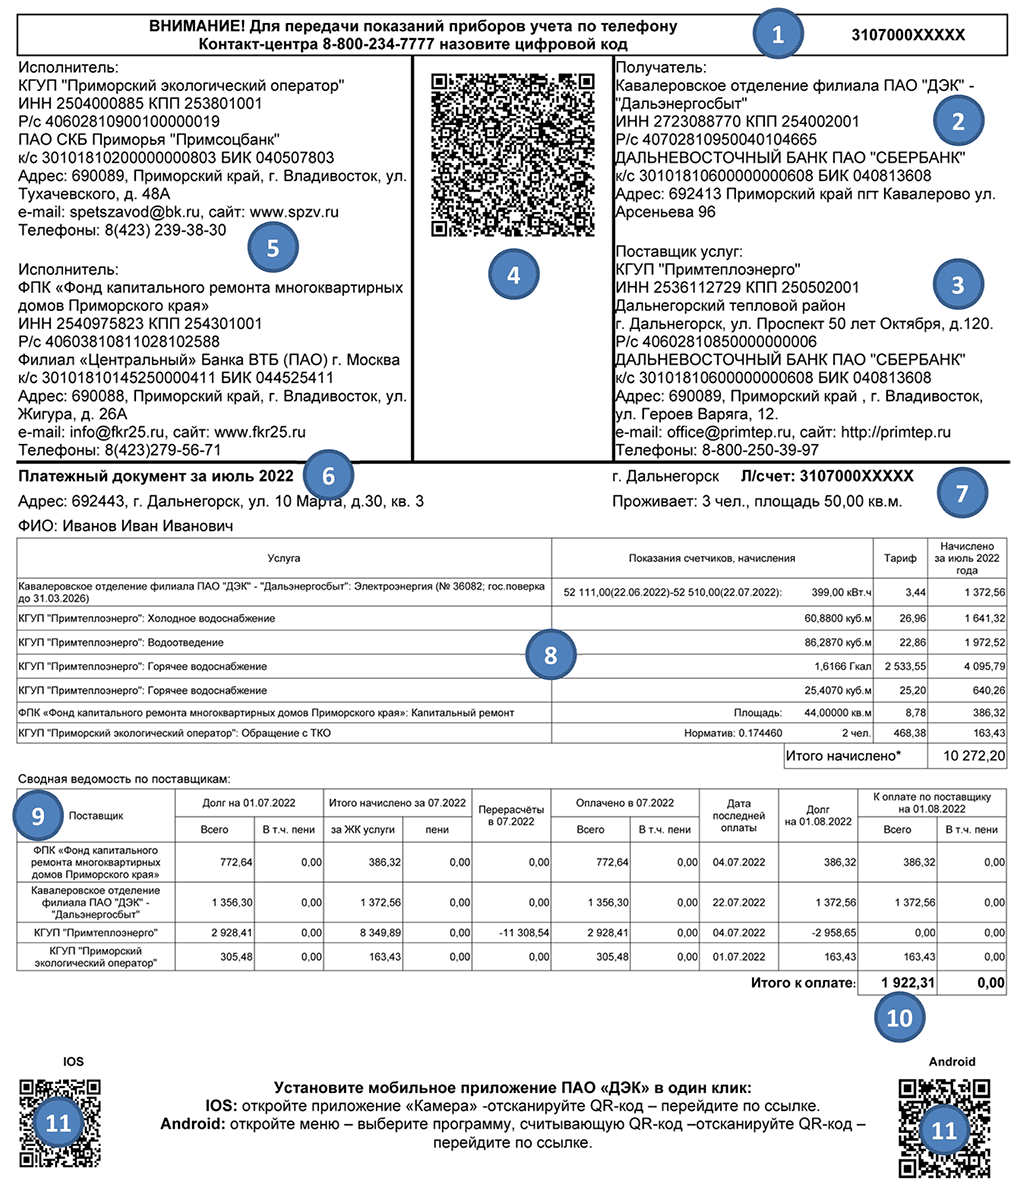 ВНИМАНИЕ! Для передачи показаний приборов учета по телефону
Контакт-центра 8-800-234-7777 назовите цифровой код
1
3107000XXXXX
Исполнитель:
КГУП "Приморский экологический оператор"
ИНН 2504000885 КПП 253801001
Р/с 40602810900100000019
ПАО СКБ Приморья "Примсоцбанк"
к/с 30101810200000000803 БИК 040507803
Адрес: 690089, Приморский край, г. Владивосток, ул.
Тухачевского, д. 48А
e-mail: spetszavod@bk.ru, сайт: www.spzv.ru
Телефоны: 8(423) 239-38-30
5
Исполнитель:
ФПК «Фонд капитального ремонта многоквартирных
домов Приморского края»
ИНН 2540975823 КПП 254301001
Р/с 40603810811028102588
Филиал «Центральный» Банка ВТБ (ПАО) г. Москва
к/с 30101810145250000411 БИК 044525411
Адрес: 690088, Приморский край, г. Владивосток, ул.
Жигура, д. 26А
e-mail: info@fkr25.ru, сайт: www.fkr25.ru
Телефоны: 8(423)279-56-71
4
Получатель:
Кавалеровское отделение филиала ПАО "ДЭК" -
"Дальэнергосбыт"
ИНН 2723088770 КПП 254002001
Р/с 40702810950040104665
ДАЛЬНЕВОСТОЧНЫЙ БАНК ПАО "СБЕРБАНК"
к/с 30101810600000000608 БИК 040813608
Адрес: 692413 Приморский край пгт Кавалерово ул.
Арсеньева 96
2
Поставщик услуг:
КГУП "Примтеплоэнерго"
ИНН 2536112729 КПП 250502001
Дальнегорский тепловой район
г. Дальнегорск, ул. Проспект 50 лет Октября, д.120.
Р/с 40602810850000000006
ДАЛЬНЕВОСТОЧНЫЙ БАНК ПАО "СБЕРБАНК"
к/с 30101810600000000608 БИК 040813608
Адрес: 690089, Приморский край , г. Владивосток,
ул. Героев Варяга, 12.
e-mail: office@primtep.ru, сайт: http://primtep.ru
Телефоны: 8-800-250-39-97
3
Платежный документ за июль 2022
6
г. Дальнегорск Л/счет: 3107000XXXXX
Адрес: 692443, г. Дальнегорск, ул. 10 Марта, д.30, кв. 3
Проживает: 3 чел., площадь 50,00 кв.м.
7
ФИО: Иванов Иван Иванович
Услуга Показания счетчиков, начисления Тариф Начислено за июль 2022 года
Кавалеровское отделение филиала ПАО "ДЭК" - "Дальэнергосбыт": Электроэнергия (№ 36082; гос.поверка
до 31.03.2026) 52 111,00(22.06.2022)-52 510,00(22.07.2022): 399,00 кВт.ч 3,44 1 372,56
КГУП "Примтеплоэнерго": Холодное водоснабжение 60,8800 куб.м 26,96 1 641,32
КГУП "Примтеплоэнерго": Водоотведение 86,2870 куб.м 22,86 1 972,52
8
КГУП "Примтеплоэнерго": Горячее водоснабжение 1,6166 Гкал 2 533,55 4 095,79
КГУП "Примтеплоэнерго": Горячее водоснабжение 25,4070 куб.м 25,20 640,26
ФПК «Фонд капитального ремонта многоквартирных домов Приморского края»: Капитальный ремонт Площадь: 44,00000 кв.м 8,78 386,32
КГУП "Приморский экологический оператор": Обращение с ТКО Норматив: 0.174460 2 чел. 468,38 163,43
Итого начислено* 10 272,20
Сводная ведомость по поставщикам:
9
Поставщик Долг на 01.07.2022 Итого начислено за 07.2022 Перерасчёты в 07.2022 Оплачено в 07.2022 Дата последней оплаты Долг на 01.08.2022 К оплате по поставщику на 01.08.2022
Всего В т.ч. пени за ЖК услуги пени Всего В т.ч. пени Всего В т.ч. пени
ФПК «Фонд капитального
ремонта многоквартирных
домов Приморского края» 772,64 0,00 386,32 0,00 0,00 772,64 0,00 04.07.2022 386,32 386,32 0,00
Кавалеровское отделение
филиала ПАО "ДЭК" -
"Дальэнергосбыт" 1 356,30 0,00 1 372,56 0,00 0,00 1 356,30 0,00 22.07.2022 1 372,56 1 372,56 0,00
КГУП "Примтеплоэнерго" 2 928,41 0,00 8 349,89 0,00 -11 308,54 2 928,41 0,00 04.07.2022 -2 958,65 0,00 0,00
КГУП "Приморский
экологический оператор" 305,48 0,00 163,43 0,00 0,00 305,48 0,00 01.07.2022 163,43 163,43 0,00
Итого к оплате: 1 922,31 0,00
10
IOS
Android
11
11
Установите мобильное приложение ПАО «ДЭК» в один клик:
IOS: откройте приложение «Камера» -отсканируйте QR-код – перейдите по ссылке.
Android: откройте меню – выберите программу, считывающую QR-код –отсканируйте QR-код –
перейдите по ссылке.